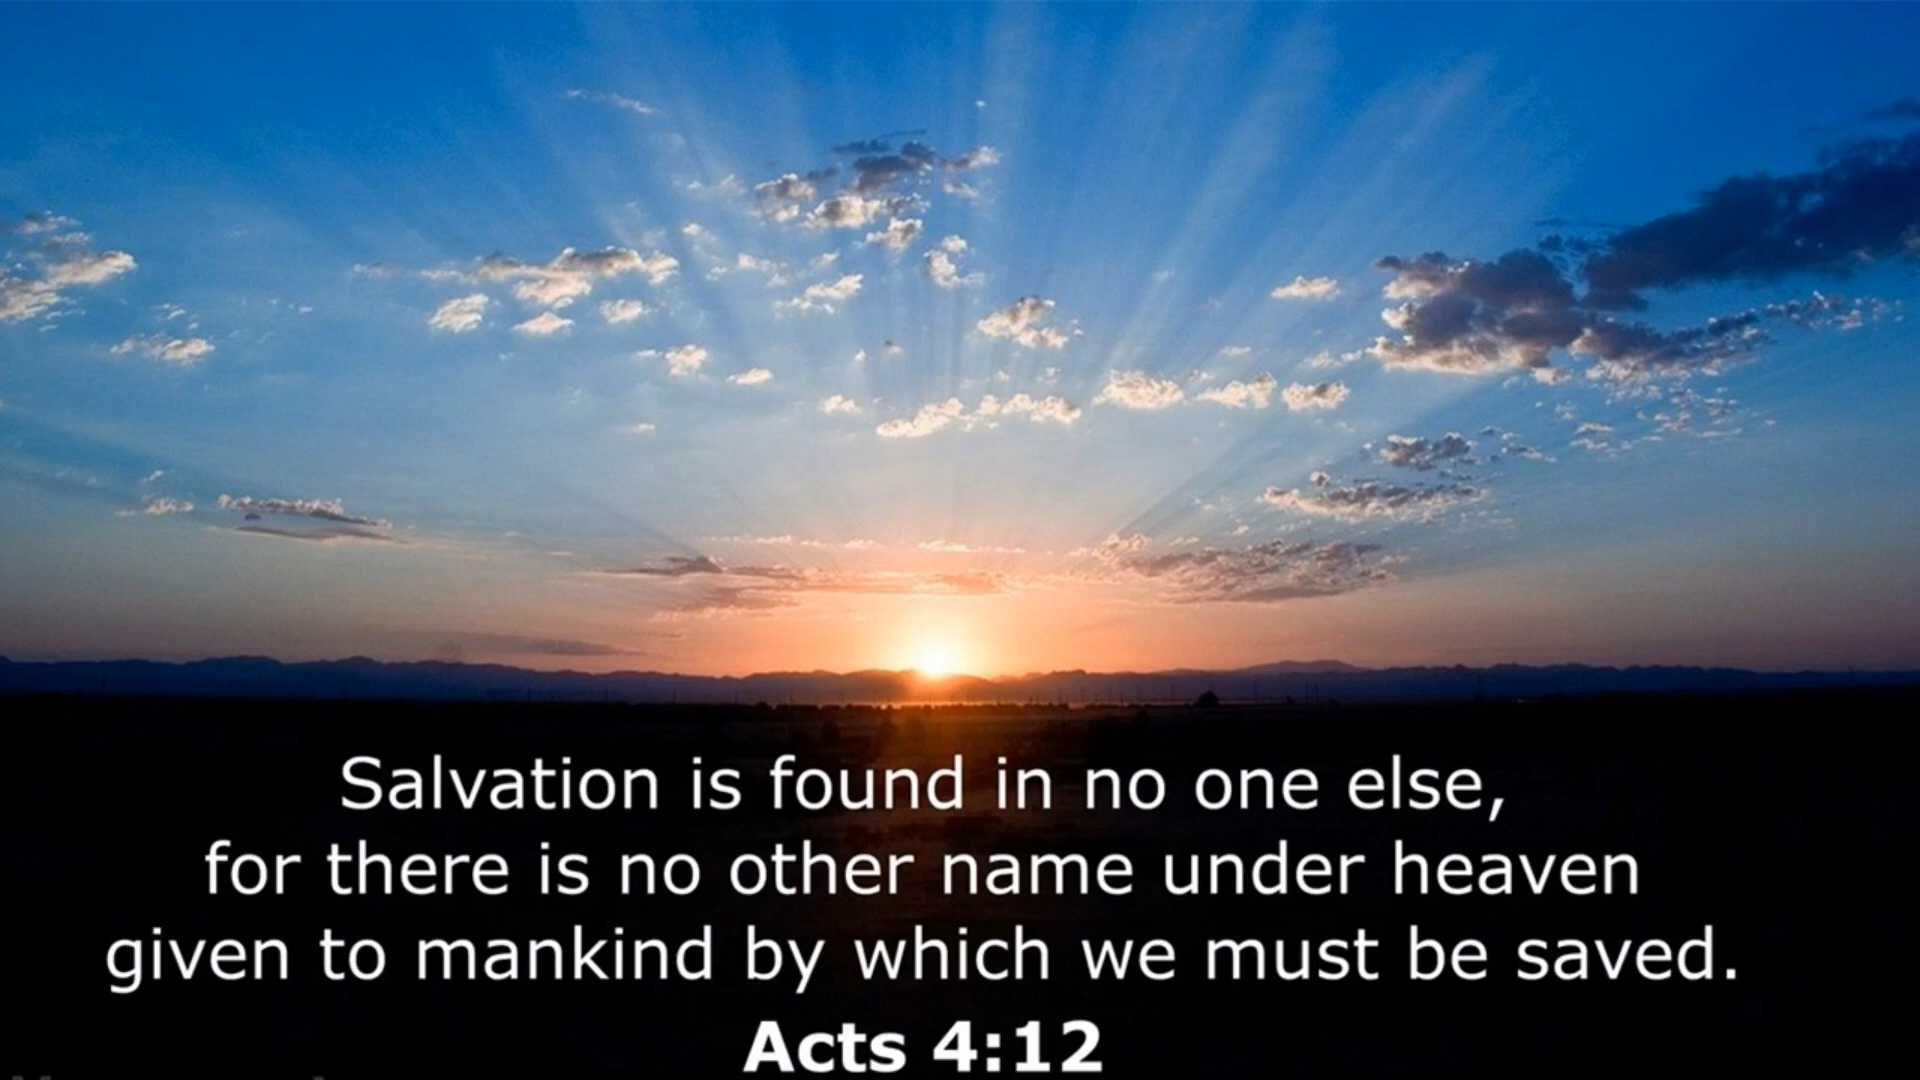 Salvation is found in no one else,
for there is no other name under heaven
given to mankind by which we must be saved.
Acts 4:12